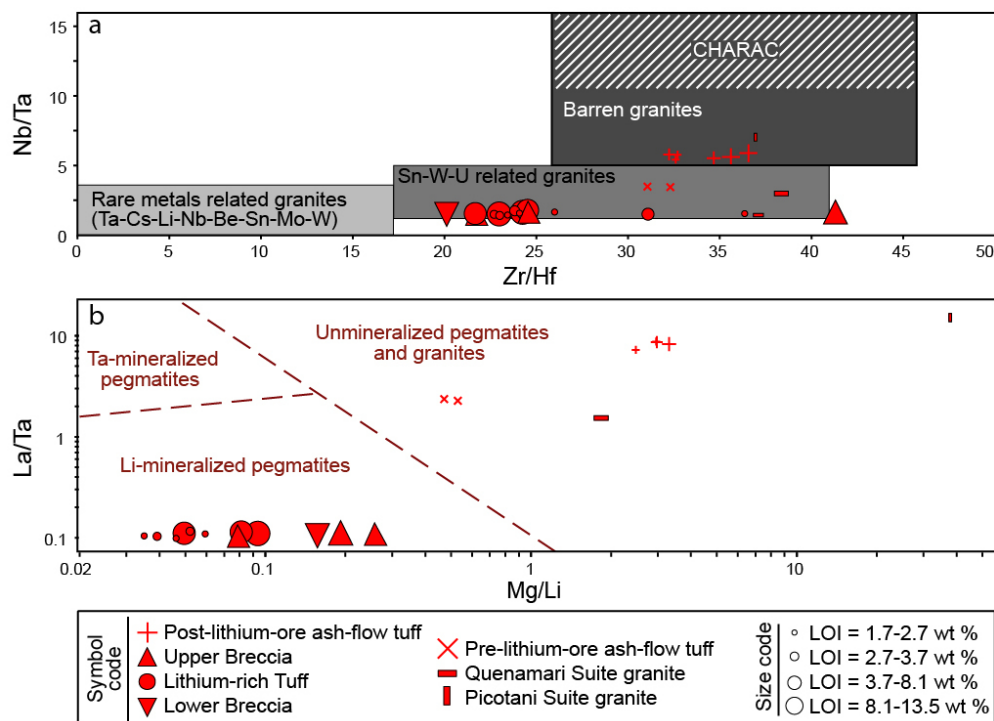 a
CHARAC
Barren granites
Sn-W-U related granites
Rare metals related granites
(Ta-Cs-Li-Nb-Be-Sn-Mo-W)
Nb/Ta
15
10
5
0
0 5 10 15 20 25 30 35 40 45 50
Zr/Hf
b
Unmineralized pegmatites
and granites
Ta-mineralized
pegmatites
Li-mineralized pegmatites
La/Ta
10
1
0.1
0.02 0.1 1 10
Mg/Li
Symbol
code
Post-lithium-ore ash-flow tuff
Upper Breccia
Lithium-rich Tuff
Lower Breccia
Pre-lithium-ore ash-flow tuff
Quenamari Suite granite
Picotani Suite granite
Size code
LOI = 1.7-2.7 wt %
LOI = 2.7-3.7 wt %
LOI = 3.7-8.1 wt %
LOI = 8.1-13.5 wt %